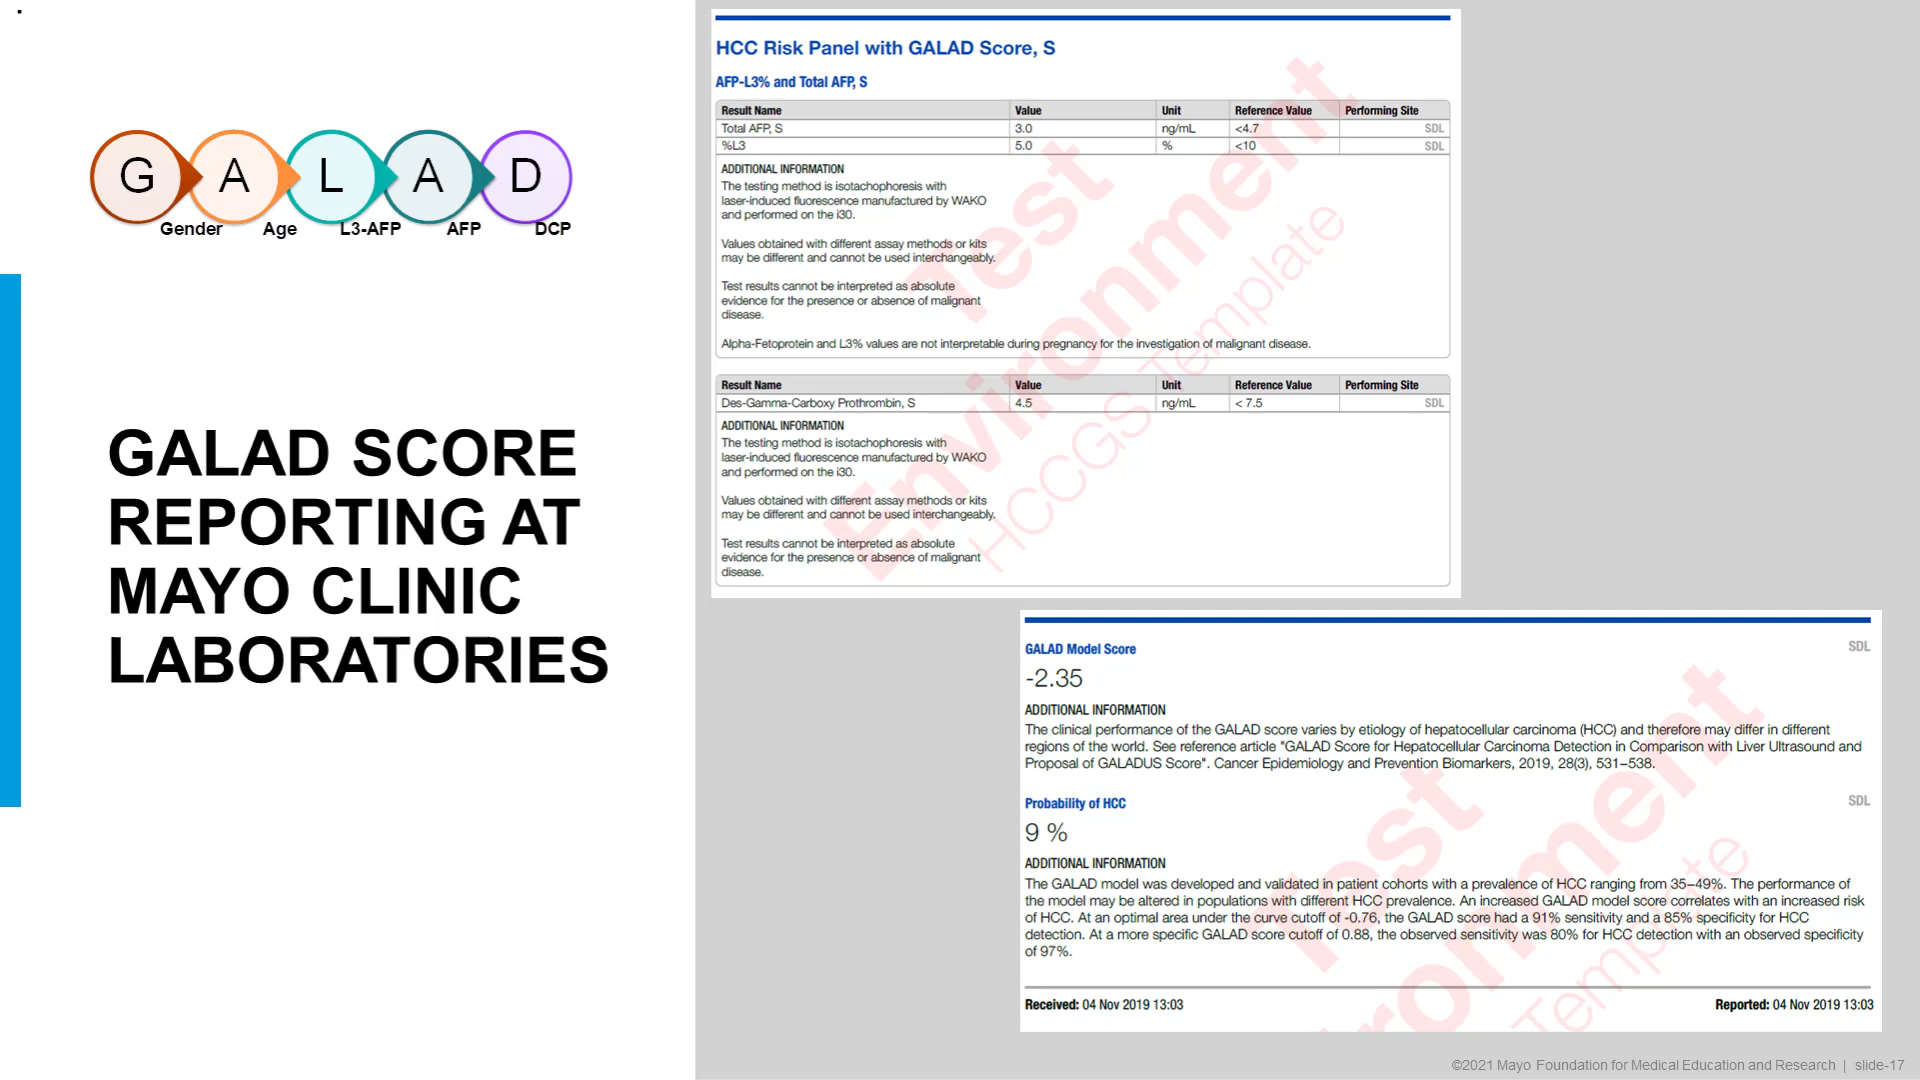 G A L A D
Gender Age L3-AFP AFP DCP
GALAD SCORE
REPORTING AT
MAYO CLINIC
LABORATORIES
HCC Risk Panel with GALAD Score, S
AFP-L3% and Total AFP, S
Result Name Value Unit Reference Value Performing Site
Total AFP, S 3.0 ng/mL <4.7 SDL
%L3 5.0 % <10 SDL
ADDITIONAL INFORMATION
The testing method is isotachophoresis with
laser-induced fluorescence manufactured by WAKO
and performed on the i30.
Values obtained with different assay methods or kits
may be different and cannot be used interchangeably.
Test results cannot be interpreted as absolute
evidence for the presence or absence of malignant
disease.
Alpha-Fetoprotein and L3% values are not interpretable during pregnancy for the investigation of malignant disease.
Result Name Value Unit Reference Value Performing Site
Des-Gamma-Carboxy Prothrombin, S 4.5 ng/mL < 7.5 SDL
ADDITIONAL INFORMATION
The testing method is isotachophoresis with
laser-induced fluorescence manufactured by WAKO
and performed on the i30.
Values obtained with different assay methods or kits
may be different and cannot be used interchangeably.
Test results cannot be interpreted as absolute
evidence for the presence or absence of malignant
disease.
Test
Environment
HCCGS Template
GALAD Model Score SDL
-2.35
ADDITIONAL INFORMATION
The clinical performance of the GALAD score varies by etiology of hepatocellular carcinoma (HCC) and therefore may differ in different
regions of the world. See reference article "GALAD Score for Hepatocellular Carcinoma Detection in Comparison with Liver Ultrasound and
Proposal of GALADUS Score". Cancer Epidemiology and Prevention Biomarkers, 2019, 28(3), 531–538.
Probability of HCC SDL
9 %
ADDITIONAL INFORMATION
The GALAD model was developed and validated in patient cohorts with a prevalence of HCC ranging from 35–49%. The performance of
the model may be altered in populations with different HCC prevalence. An increased GALAD model score correlates with an increased risk
of HCC. At an optimal area under the curve cutoff of -0.76, the GALAD score had a 91% sensitivity and a 85% specificity for HCC
detection. At a more specific GALAD score cutoff of 0.88, the observed sensitivity was 80% for HCC detection with an observed specificity
of 97%.
Received: 04 Nov 2019 13:03 Reported: 04 Nov 2019 13:03
Test
ronment
Template
©2021 Mayo Foundation for Medical Education and Research | slide-17